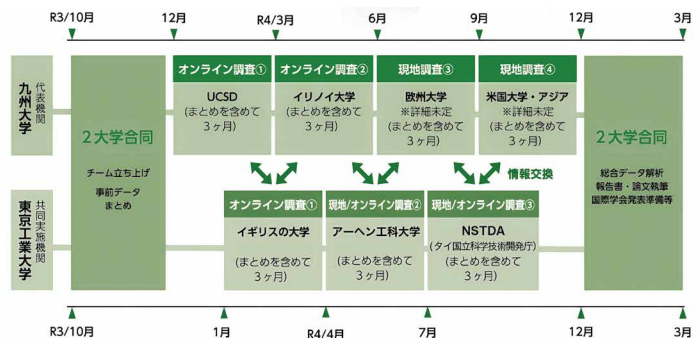 R3/10月 12月 R4/3月 6月 9月 12月 3月
九州大学
代表機関
東京工業大学
共同実施機関
2大学合同
チーム立ち上げ
事前データ
まとめ
オンライン調査①
UCSD
(まとめを含めて
3ヶ月)
オンライン調査②
イリノイ大学
(まとめを含めて
3ヶ月)
現地調査③
欧州大学
※詳細未定
(まとめを含めて
3ヶ月)
現地調査④
米国大学・アジア
※詳細未定
(まとめを含めて
3ヶ月)
情報交換
オンライン調査①
イギリスの大学
(まとめを含めて
3ヶ月)
現地/オンライン調査②
アーヘン工科大学
(まとめを含めて
3ヶ月)
現地/オンライン調査③
NSTDA
(タイ国立科学技術開発庁)
(まとめを含めて
3ヶ月)
2大学合同
総合データ解析
報告書・論文執筆
国際学会発表準備等
R3/10月 1月 R4/4月 7月 12月 3月